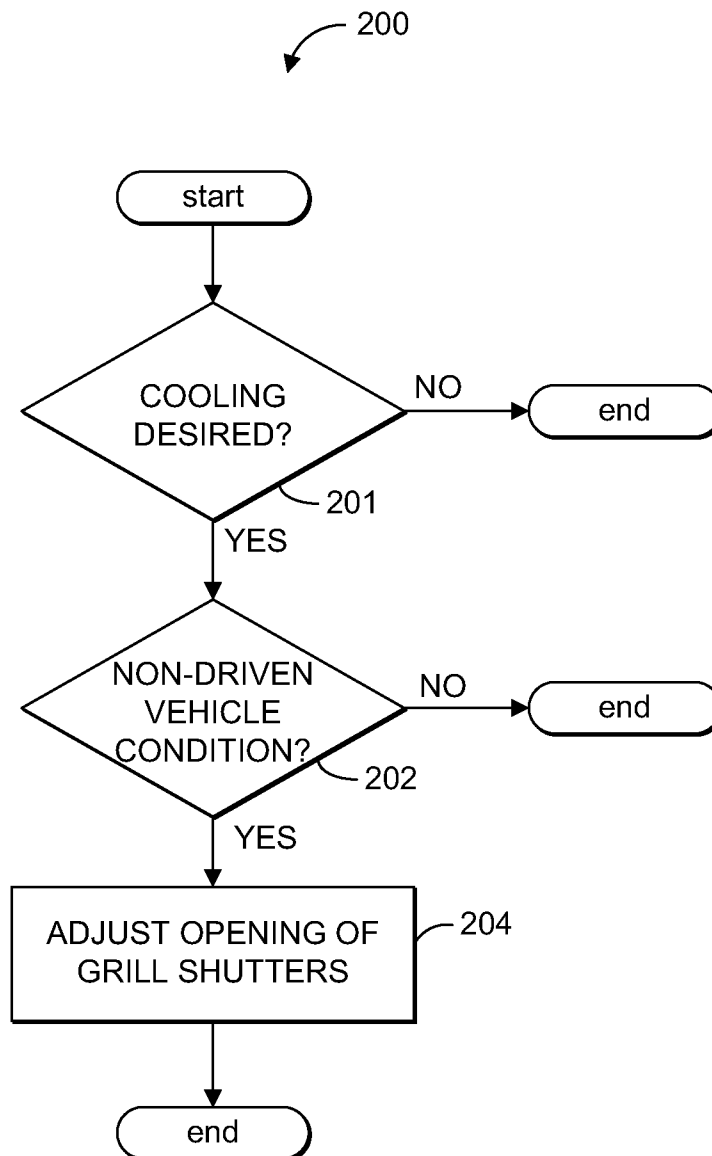 200
start
COOLING
DESIRED?
NO
end
201
YES
NON-DRIVEN
VEHICLE
CONDITION?
NO
end
202
YES
ADJUST OPENING OF
GRILL SHUTTERS
204
end